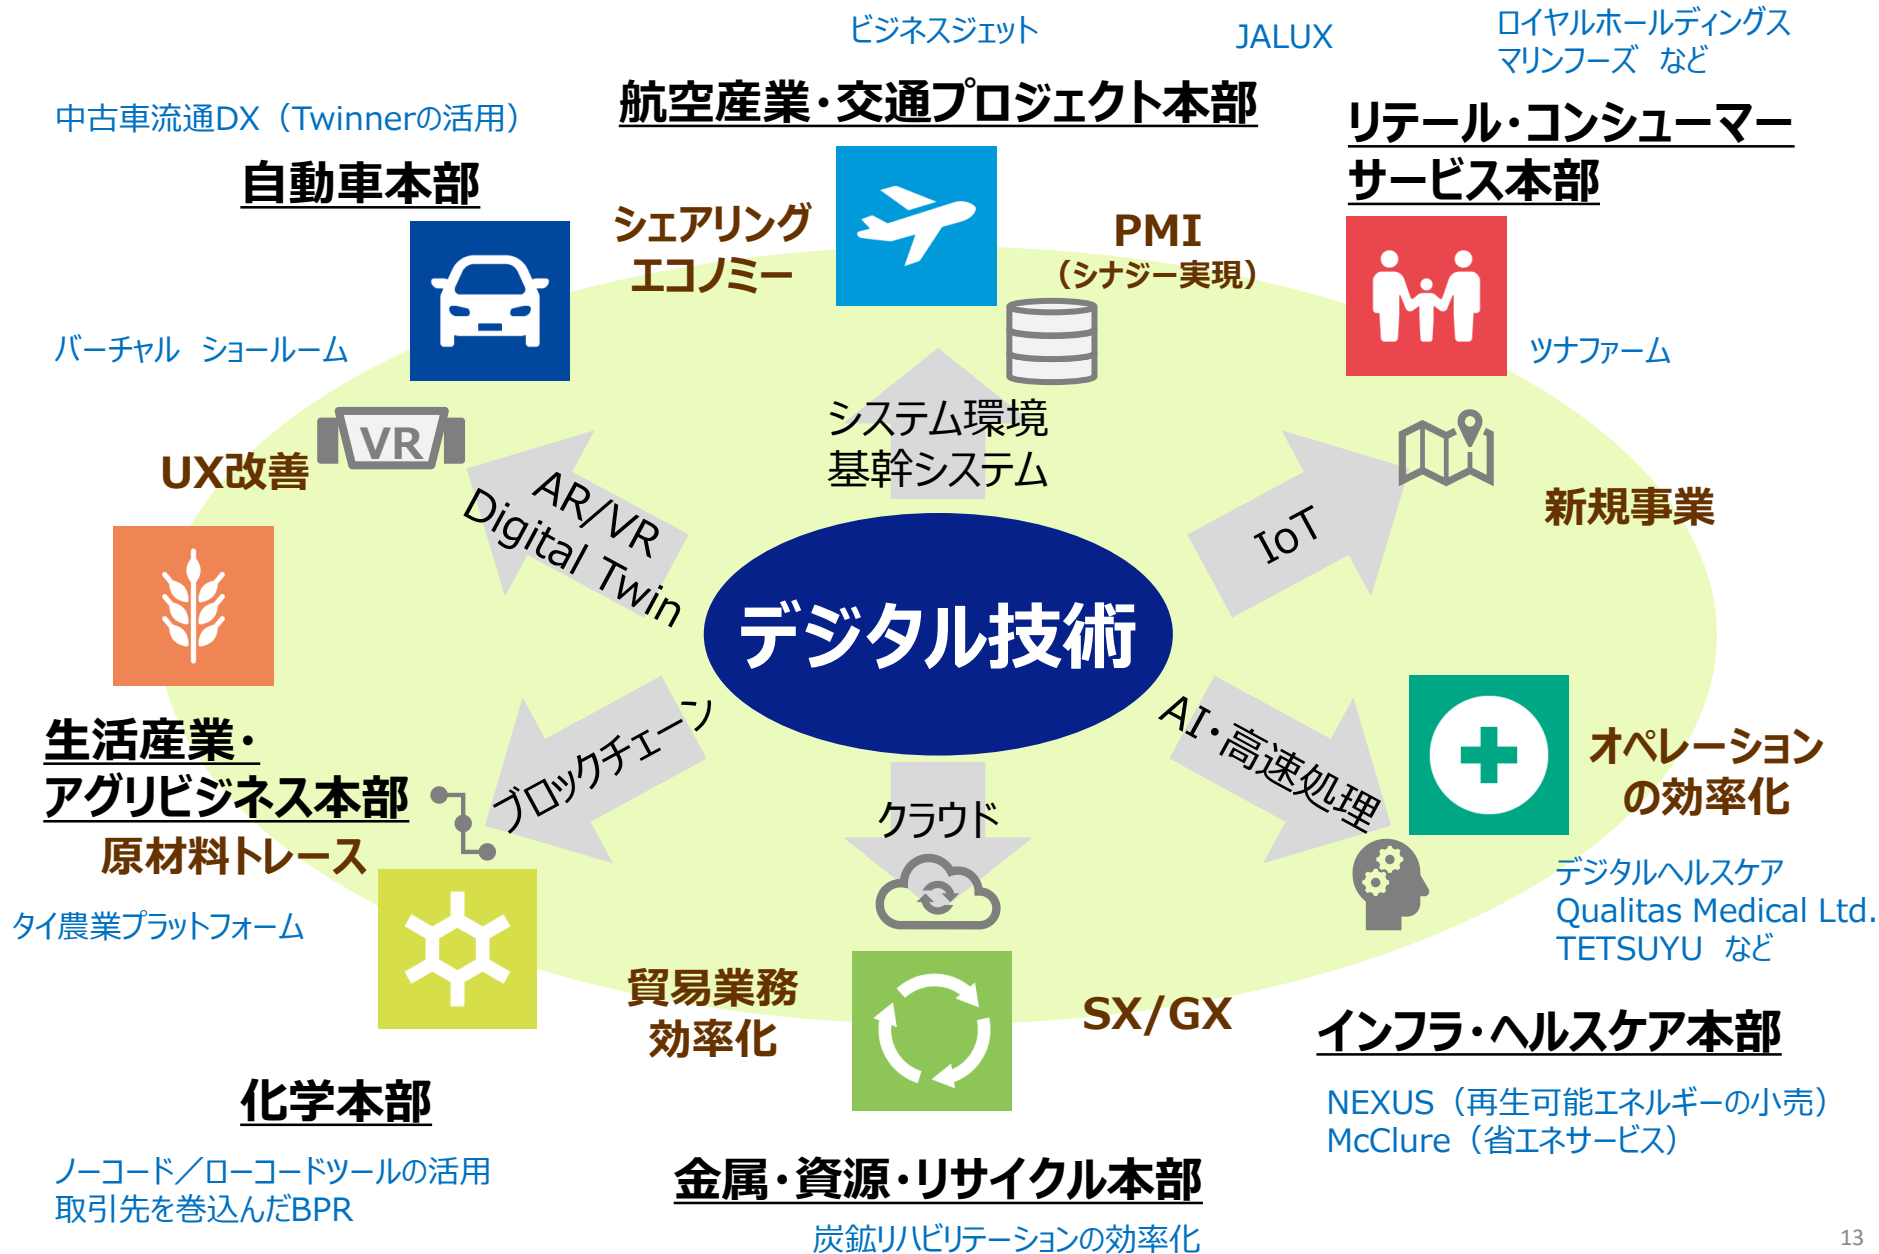 ビジネスジェット
JALUX
ロイヤルホールディングス
マリンフーズ など
航空産業・交通プロジェクト本部
中古車流通DX（Twinnerの活用）
リテール・コンシューマー
サービス本部
自動車本部
シェアリング
エコノミー
PMI
（シナジー実現）
バーチャル ショールーム
ツナファーム
VR
UX改善
システム環境
基幹システム
AR/VR
Digital Twin
IoT
新規事業
デジタル技術
生活産業・
アグリビジネス本部
原材料トレース
ブロックチェーン
クラウド
AI・高速処理
オペレーション
の効率化
タイ農業プラットフォーム
デジタルヘルスケア
Qualitas Medical Ltd.
TETSUYU など
貿易業務
効率化
SX/GX
インフラ・ヘルスケア本部
化学本部
NEXUS（再生可能エネルギーの小売）
McClure（省エネサービス）
ノーコード／ローコードツールの活用
取引先を巻込んだBPR
金属・資源・リサイクル本部
炭鉱リハビリテーションの効率化
13